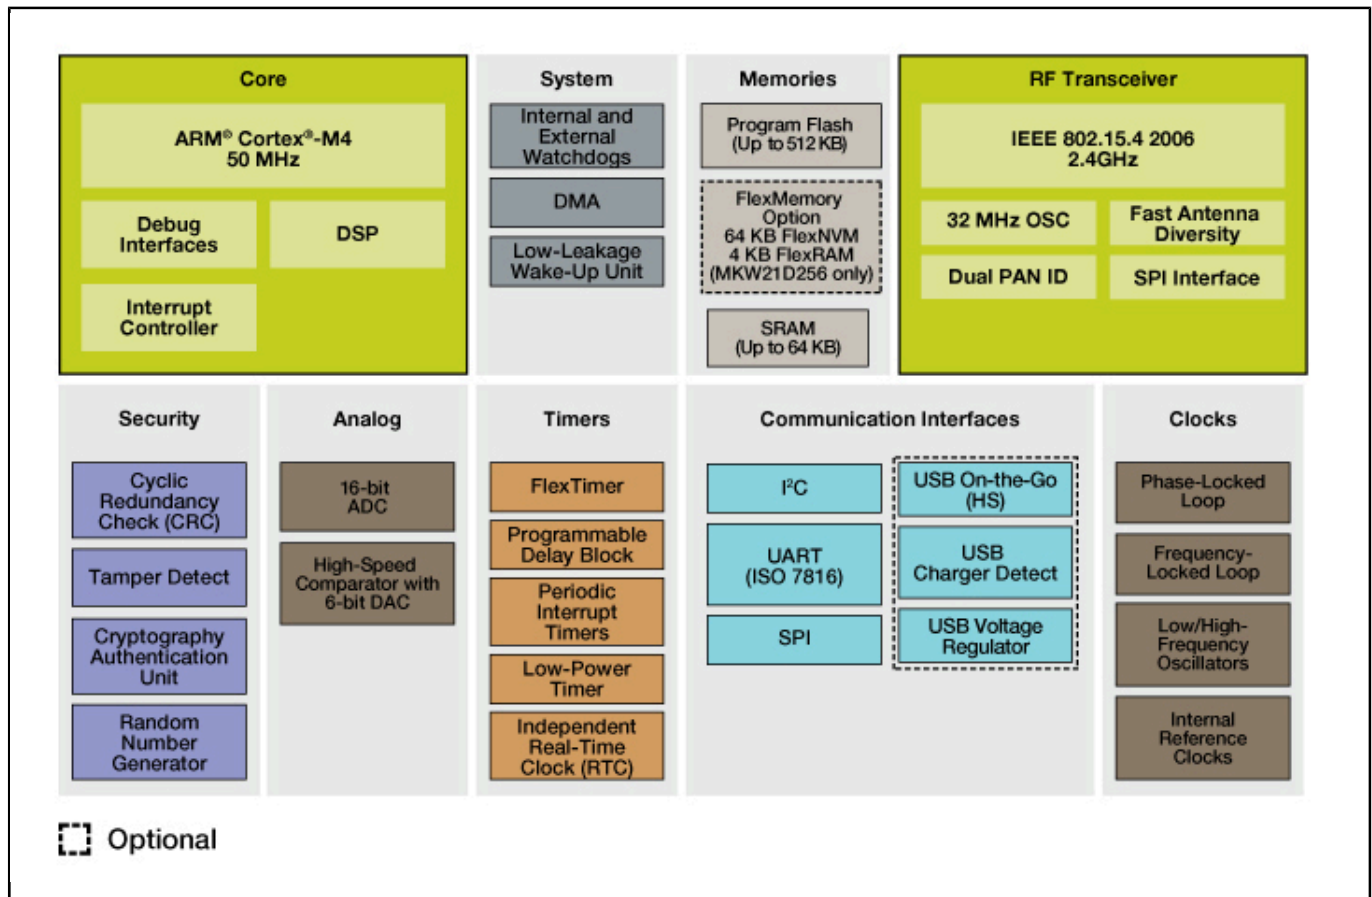 Core
ARM® Cortex®-M4
50 MHz
Debug
Interfaces
DSP
Interrupt
Controller
System
Internal and
External
Watchdogs
DMA
Low-Leakage
Wake-Up Unit
Memories
Program Flash
(Up to 512 KB)
FlexMemory
Option
64 KB FlexNVM
4 KB FlexRAM
(MKW21D256 only)
SRAM
(Up to 64 KB)
RF Transceiver
IEEE 802.15.4 2006
2.4GHz
32 MHz OSC
Fast Antenna
Diversity
Dual PAN ID
SPI Interface
Security
Cyclic
Redundancy
Check (CRC)
Tamper Detect
Cryptography
Authentication
Unit
Random
Number
Generator
Analog
16-bit
ADC
High-Speed
Comparator with
6-bit DAC
Timers
FlexTimer
Programmable
Delay Block
Periodic
Interrupt
Timers
Low-Power
Timer
Independent
Real-Time
Clock (RTC)
Communication Interfaces
I²C
UART
(ISO 7816)
SPI
USB On-the-Go
(HS)
USB
Charger Detect
USB Voltage
Regulator
Clocks
Phase-Locked
Loop
Frequency-
Locked Loop
Low/High-
Frequency
Oscillators
Internal
Reference
Clocks
Optional